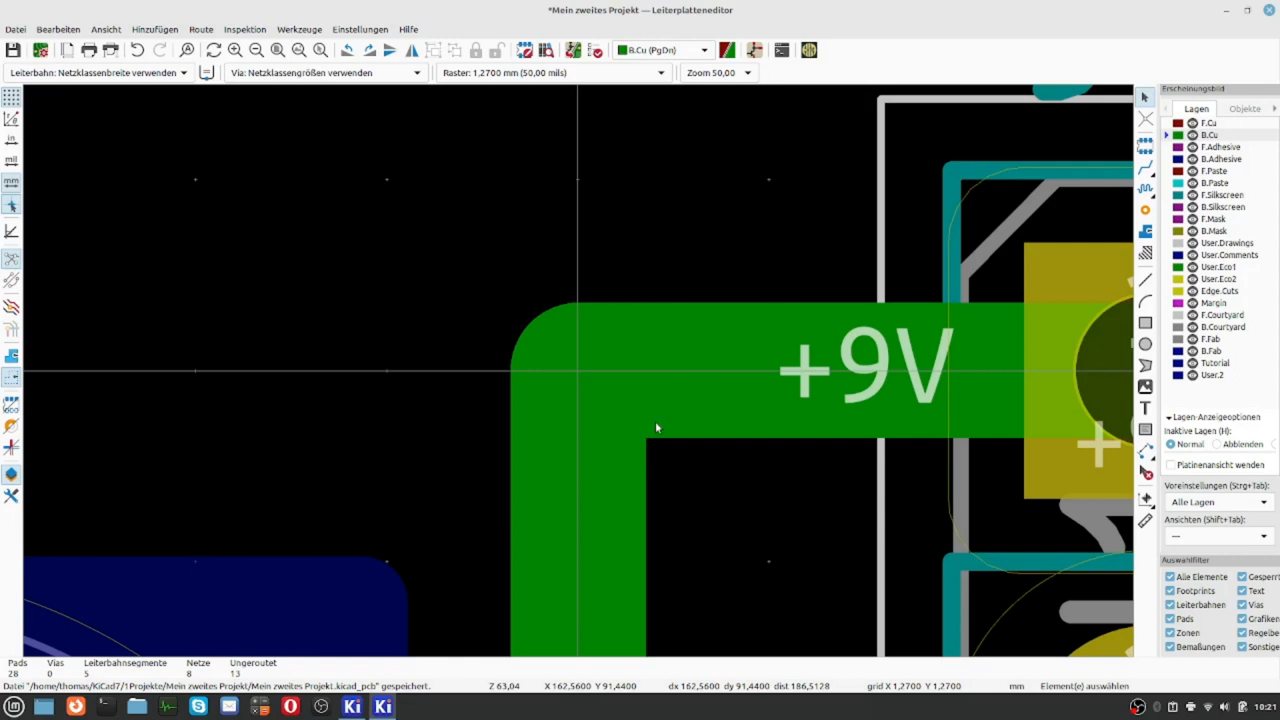 *Mein zweites Projekt — Leiterplatteneditor
Datei Bearbeiten Ansicht Hinzufügen Route Inspektion Werkzeuge Einstellungen Hilfe
B.Cu (PgDn)
Leiterbahn: Netzklassenbreite verwenden Via: Netzklassengrößen verwenden Raster: 1,2700 mm (50,00 mils) Zoom 50,00
in
mil
mm
+9V
Erscheinungsbild
Lagen Objekte
F.Cu
B.Cu
F.Adhesive
B.Adhesive
F.Paste
B.Paste
F.Silkscreen
B.Silkscreen
F.Mask
B.Mask
User.Drawings
User.Comments
User.Eco1
User.Eco2
Edge.Cuts
Margin
F.Courtyard
B.Courtyard
F.Fab
B.Fab
Tutorial
User.2
Lagen-Anzeigeoptionen
Inaktive Lagen (H):
Normal Abblenden
Platinenansicht wenden
Voreinstellungen (Strg+Tab):
Alle Lagen
Ansichten (Shift+Tab):
---
Auswahlfilter
Alle Elemente Gesperrt
Footprints Text
Leiterbahnen Vias
Pads Grafiken
Zonen Regelbe
Bemaßungen Sonstige
Pads Vias Leiterbahnsegmente Netze Ungeroutet
28 0 5 8 13
Datei "/home/thomas/KiCad7/1Projekte/Mein zweites Projekt/Mein zweites Projekt.kicad_pcb" gespeichert. Z 63,04 X 162,5600 Y 91,4400 dx 162,5600 dy 91,4400 dist 186,5128 grid X 1,2700 Y 1,2700 mm Element(e) auswählen
10:21